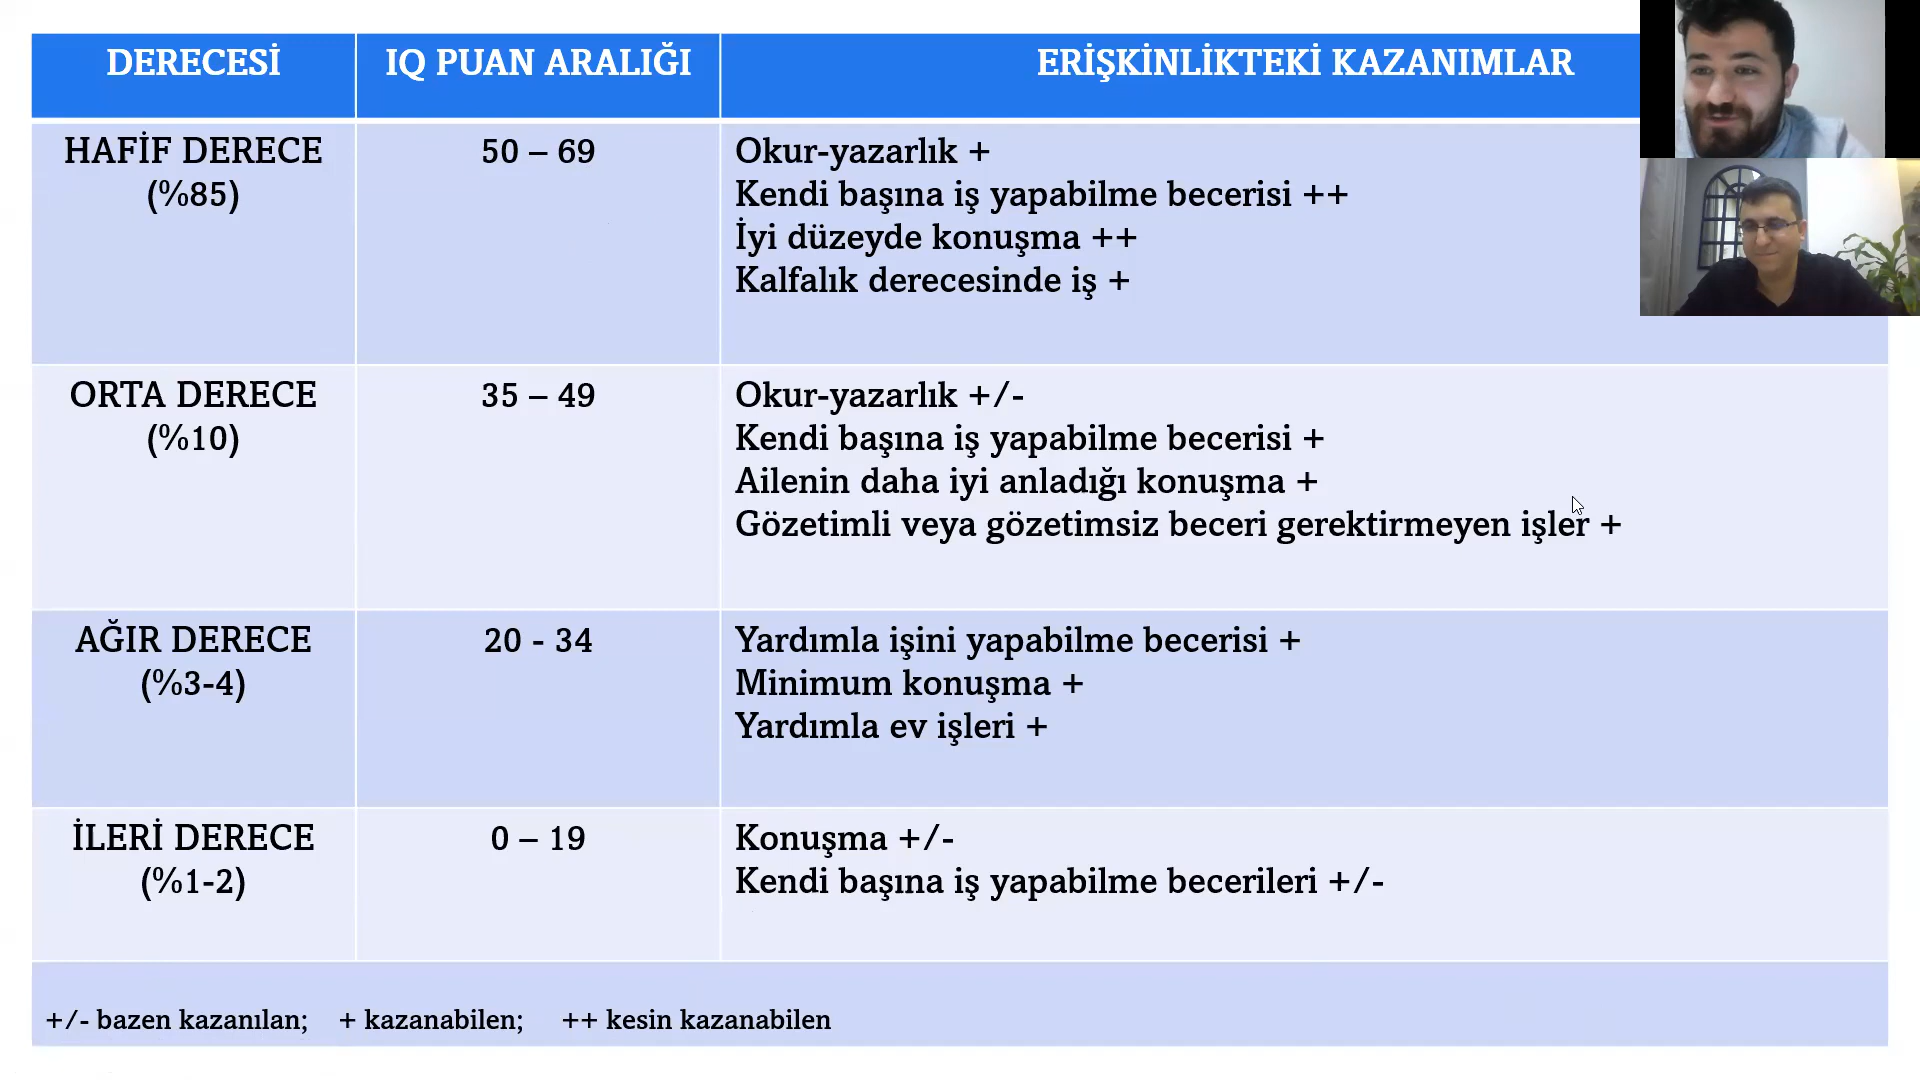 DERECESİ
IQ PUAN ARALIĞI
ERİŞKİNLİKTEKİ KAZANIMLAR
HAFİF DERECE
(%85)
50 – 69
Okur-yazarlık +
Kendi başına iş yapabilme becerisi ++
İyi düzeyde konuşma ++
Kalfalık derecesinde iş +
ORTA DERECE
(%10)
35 – 49
Okur-yazarlık +/-
Kendi başına iş yapabilme becerisi +
Ailenin daha iyi anladığı konuşma +
Gözetimli veya gözetimsiz beceri gerektirmeyen işler +
AĞIR DERECE
(%3-4)
20 - 34
Yardımla işini yapabilme becerisi +
Minimum konuşma +
Yardımla ev işleri +
İLERİ DERECE
(%1-2)
0 – 19
Konuşma +/-
Kendi başına iş yapabilme becerileri +/-
+/- bazen kazanılan; + kazanabilen; ++ kesin kazanabilen